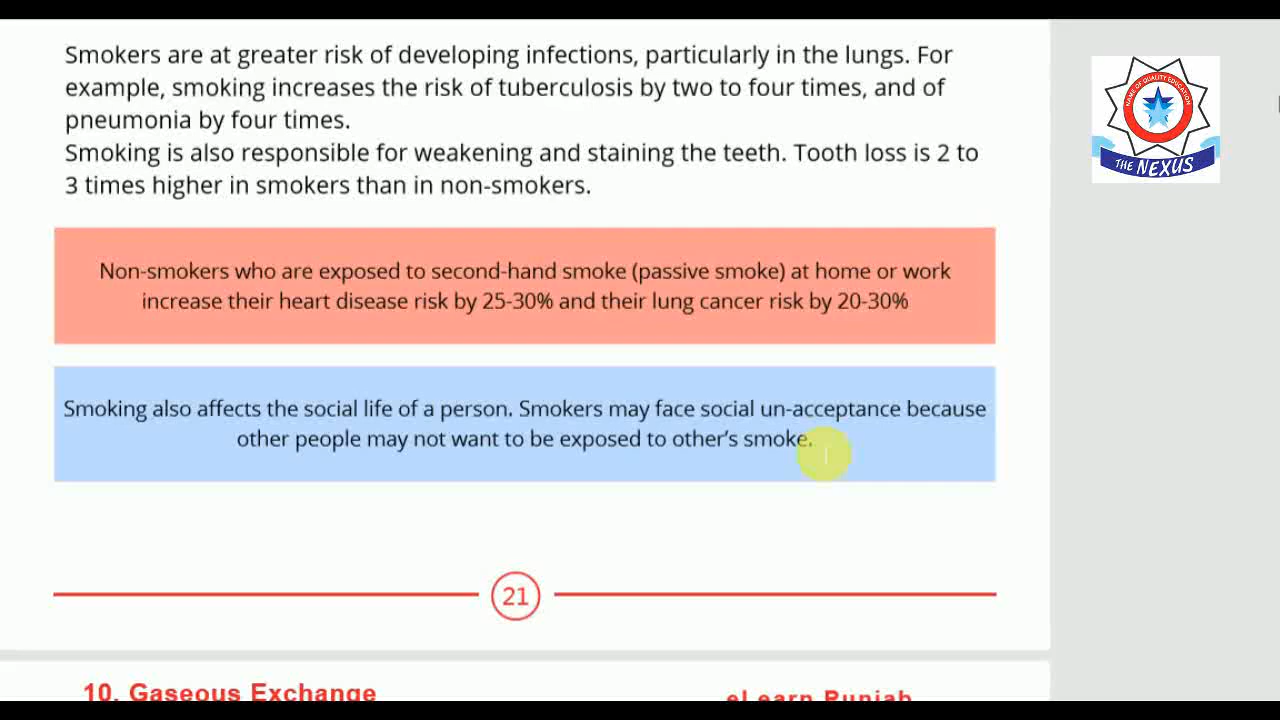 Smokers are at greater risk of developing infections, particularly in the lungs. For
example, smoking increases the risk of tuberculosis by two to four times, and of
pneumonia by four times.
Smoking is also responsible for weakening and staining the teeth. Tooth loss is 2 to
3 times higher in smokers than in non-smokers.
NAME OF QUALITY EDUCATION
THE NEXUS
Non-smokers who are exposed to second-hand smoke (passive smoke) at home or work
increase their heart disease risk by 25-30% and their lung cancer risk by 20-30%
Smoking also affects the social life of a person. Smokers may face social un-acceptance because
other people may not want to be exposed to other’s smoke.
21
10. Gaseous Exchange
eLearn Punjab